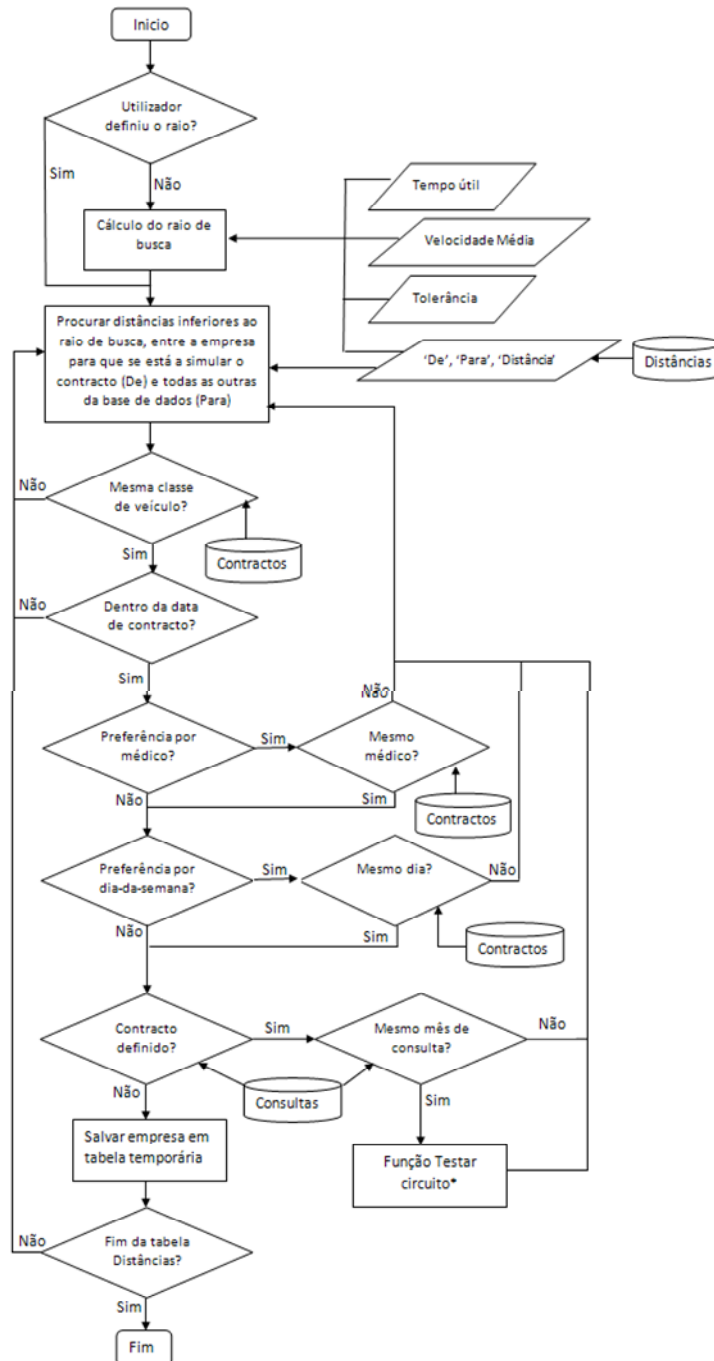 Inicio
Utilizador
definiu o raio?
Sim
Não
Tempo útil
Cálculo do raio de
busca
Velocidade Média
Tolerância
Procurar distâncias inferiores ao
raio de busca, entre a empresa
para que se está a simular o
contracto (De) e todas as outras
da base de dados (Para)
'De', 'Para', 'Distância'
Distâncias
Não
Mesma classe
de veículo?
Sim
Contractos
Não
Dentro da data
de contracto?
Sim
Não
Preferência por
médico?
Sim
Mesmo
médico?
Não
Sim
Contractos
Preferência por
dia-da-semana?
Sim
Mesmo dia?
Não
Não
Sim
Contractos
Contracto
definido?
Sim
Mesmo mês de
consulta?
Não
Não
Consultas
Sim
Salvar empresa em
tabela temporária
Função Testar
circuito*
Não
Fim da tabela
Distâncias?
Sim
Fim